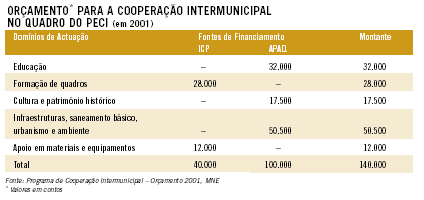 ORÇAMENTO* PARA A COOPERAÇÃO INTERMUNICIPAL
NO QUADRO DO PECI (em 2001)
Domínios de Actuação Fontes de Financiamento Montante
ICP APAD
Educação – 32.000 32.000
Formação de quadros 28.000 – 28.000
Cultura e património histórico – 17.500 17.500
Infraestruturas, saneamento básico,
urbanismo e ambiente – 50.500 50.500
Apoio em materiais e equipamentos 12.000 – 12.000
Total 40.000 100.000 140.000
Fonte: Programa de Cooperação Intermunicipal – Orçamento 2001, MNE
* Valores em contos